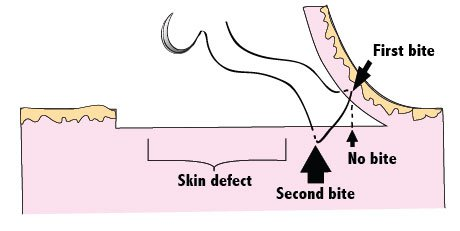 First bite
No bite
Skin defect
Second bite